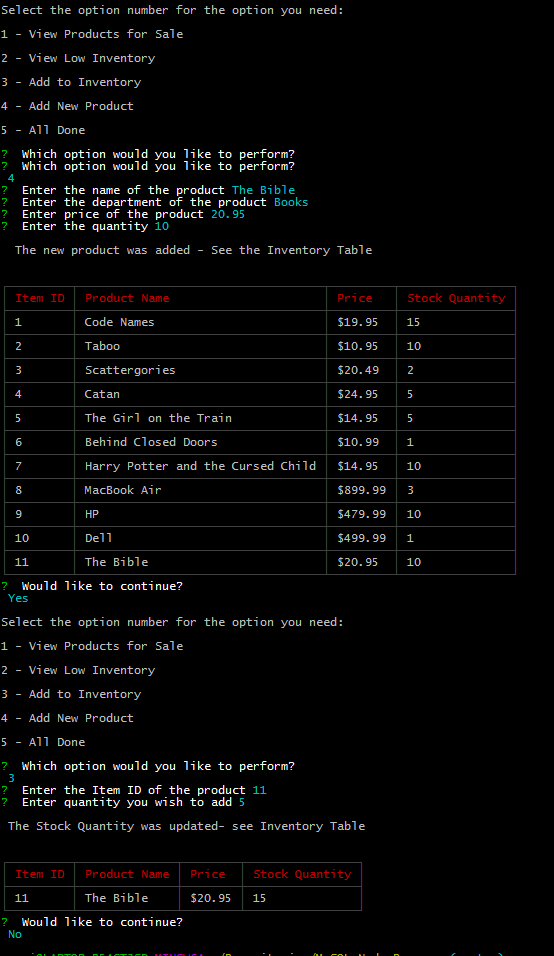 Select the option number for the option you need:
1 - View Products for Sale
2 - View Low Inventory
3 - Add to Inventory
4 - Add New Product
5 - All Done
? Which option would you like to perform?
? Which option would you like to perform?
4
? Enter the name of the product The Bible
? Enter the department of the product Books
? Enter price of the product 20.95
? Enter the quantity 10
The new product was added - See the Inventory Table
Item ID Product Name Price Stock Quantity
1 Code Names $19.95 15
2 Taboo $10.95 10
3 Scattergories $20.49 2
4 Catan $24.95 5
5 The Girl on the Train $14.95 5
6 Behind Closed Doors $10.99 1
7 Harry Potter and the Cursed Child $14.95 10
8 MacBook Air $899.99 3
9 HP $479.99 10
10 Dell $499.99 1
11 The Bible $20.95 10
? Would like to continue?
Yes
Select the option number for the option you need:
1 - View Products for Sale
2 - View Low Inventory
3 - Add to Inventory
4 - Add New Product
5 - All Done
? Which option would you like to perform?
3
? Enter the Item ID of the product 11
? Enter quantity you wish to add 5
The Stock Quantity was updated- see Inventory Table
Item ID Product Name Price Stock Quantity
11 The Bible $20.95 15
? Would like to continue?
No